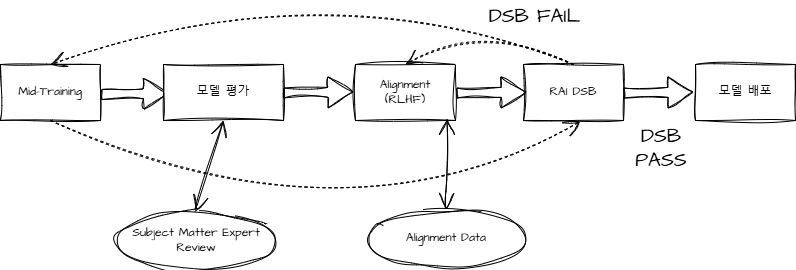 DSB FAIL
Mid-Training
모델 평가
Alignment
(RLHF)
RAI DSB
모델 배포
DSB
PASS
Subject Matter Expert
Review
Alignment Data